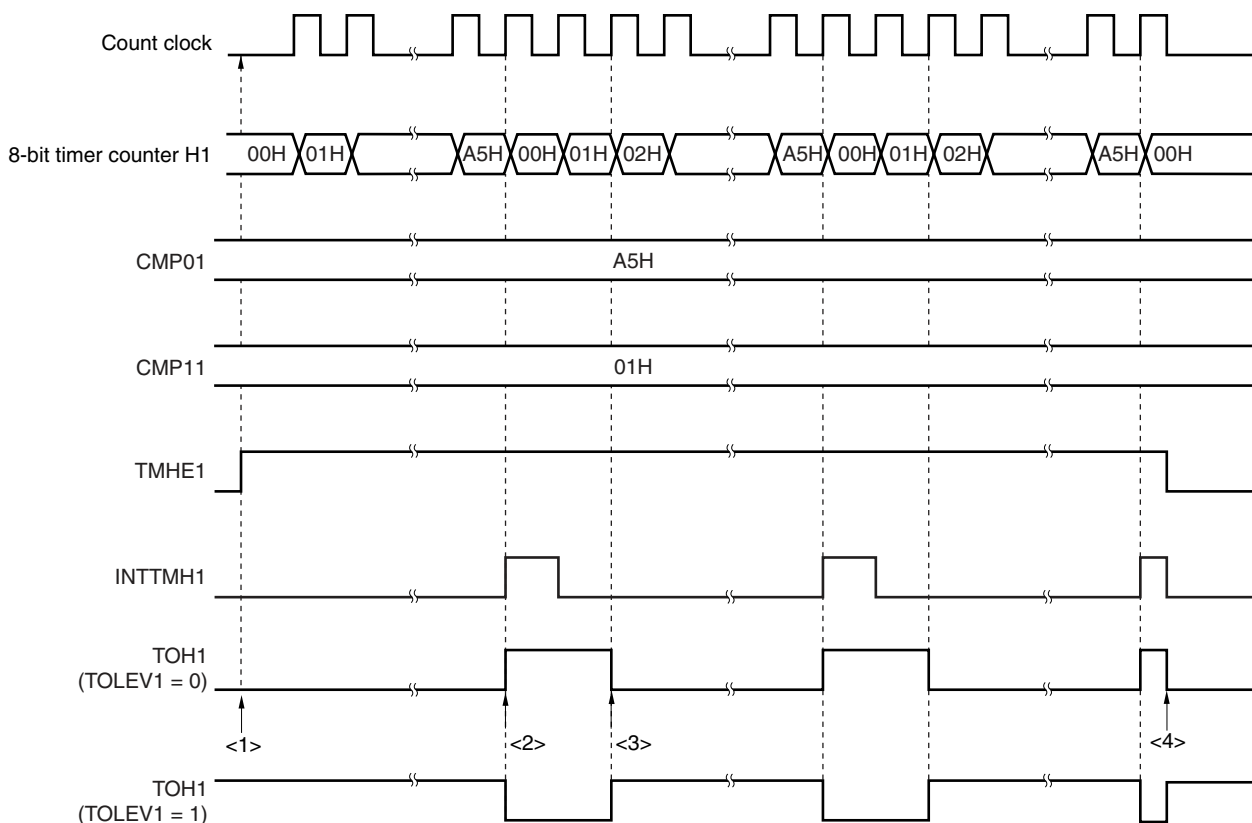 Count clock
8-bit timer counter H1 00H 01H A5H 00H 01H 02H A5H 00H 01H 02H A5H 00H
CMP01 A5H
CMP11 01H
TMHE1
INTTMH1
TOH1
(TOLEV1 = 0)
<1> <2> <3> <4>
TOH1
(TOLEV1 = 1)